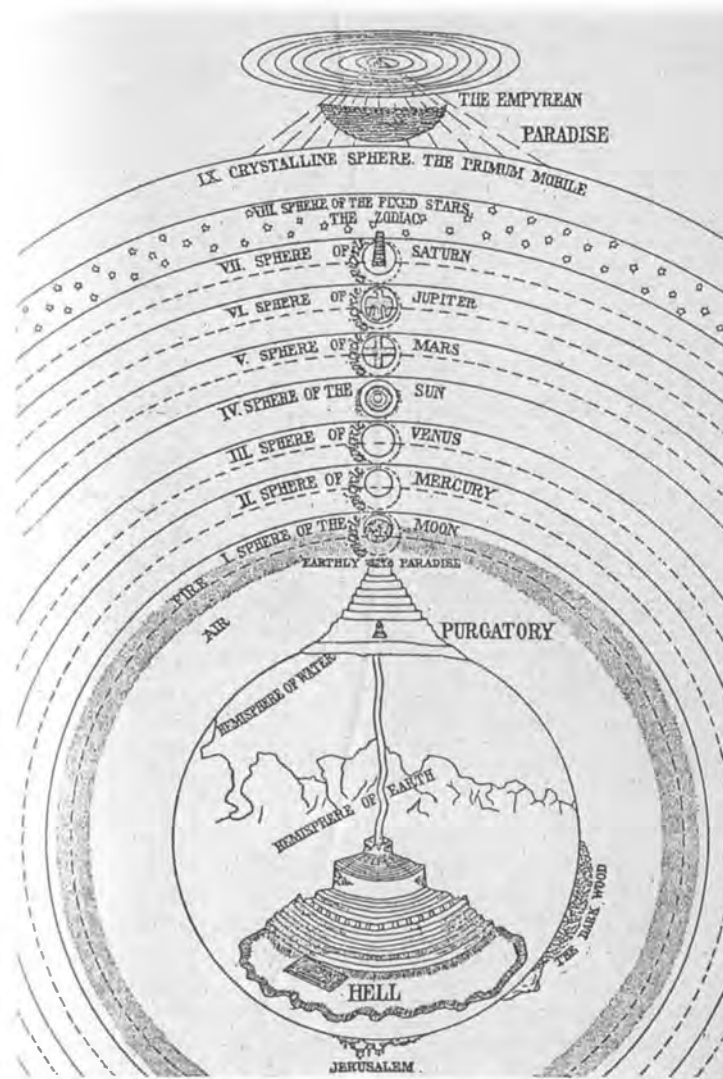 THE EMPYREAN
PARADISE
IX. CRYSTALLINE SPHERE. THE PRIMUM MOBILE
VIII. SPHERE OF THE FIXED STARS
THE ZODIAC
VII. SPHERE OF SATURN
VI. SPHERE OF JUPITER
V. SPHERE OF MARS
IV. SPHERE OF THE SUN
III. SPHERE OF VENUS
II. SPHERE OF MERCURY
I. SPHERE OF THE MOON
FIRE
EARTHLY PARADISE
AIR
PURGATORY
HEMISPHERE OF WATER
HEMISPHERE OF EARTH
THE DARK WOOD
HELL
JERUSALEM